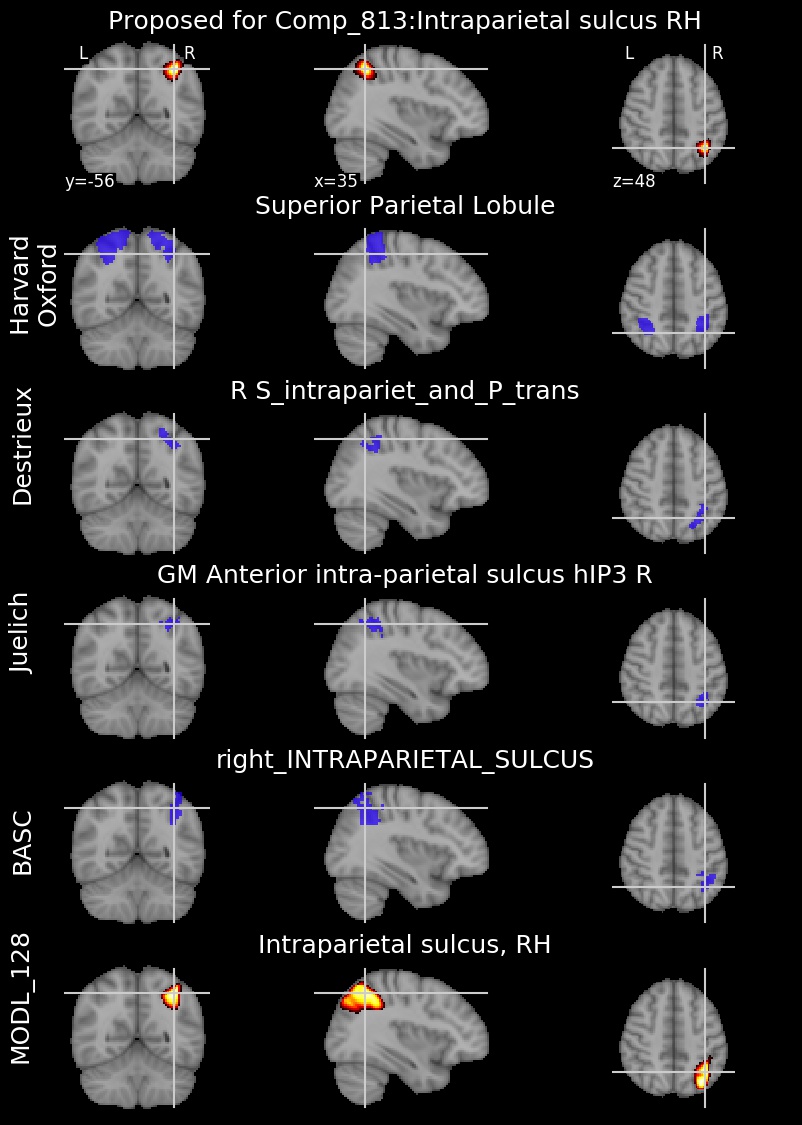 Proposed for Comp_813:Intraparietal sulcus RH
L R L R
y=-56 x=35 z=48
Superior Parietal Lobule
Harvard
Oxford
R S_intrapariet_and_P_trans
Destrieux
GM Anterior intra-parietal sulcus hIP3 R
Juelich
right_INTRAPARIETAL_SULCUS
BASC
Intraparietal sulcus, RH
MODL_128